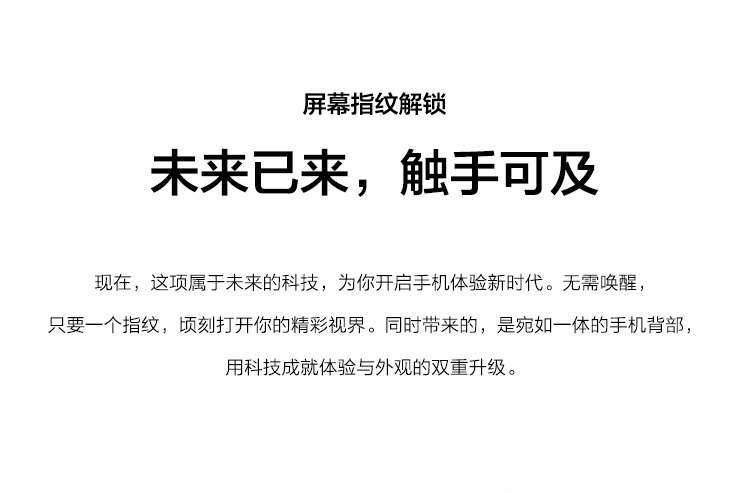 屏幕指纹解锁
未来已来，触手可及
现在，这项属于未来的科技，为你开启手机体验新时代。无需唤醒，
只要一个指纹，顷刻打开你的精彩视界。同时带来的，是宛如一体的手机背部，
用科技成就体验与外观的双重升级。